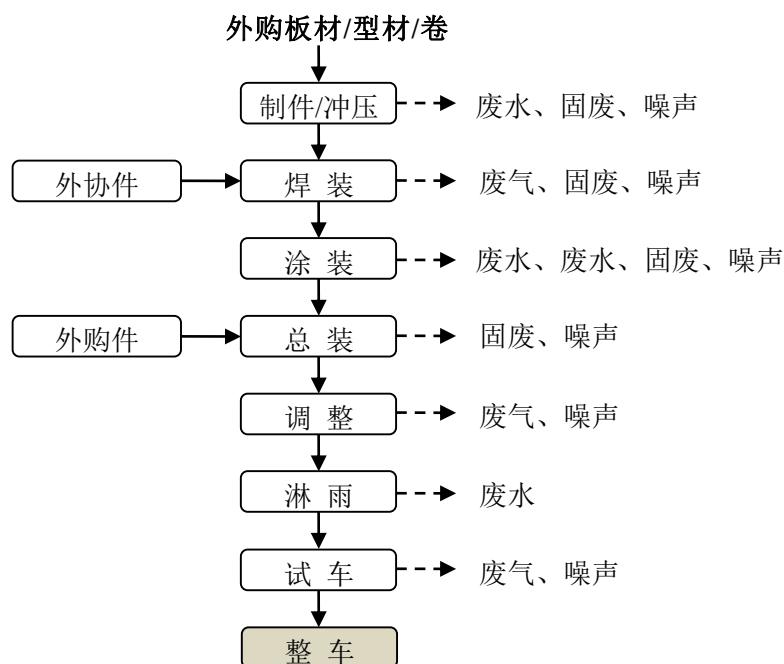 外购板材/型材/卷
制件/冲压 废水、固废、噪声
外协件 焊 装 废气、固废、噪声
涂 装 废水、废水、固废、噪声
外购件 总 装 固废、噪声
调 整 废气、噪声
淋 雨 废水
试 车 废气、噪声
整 车